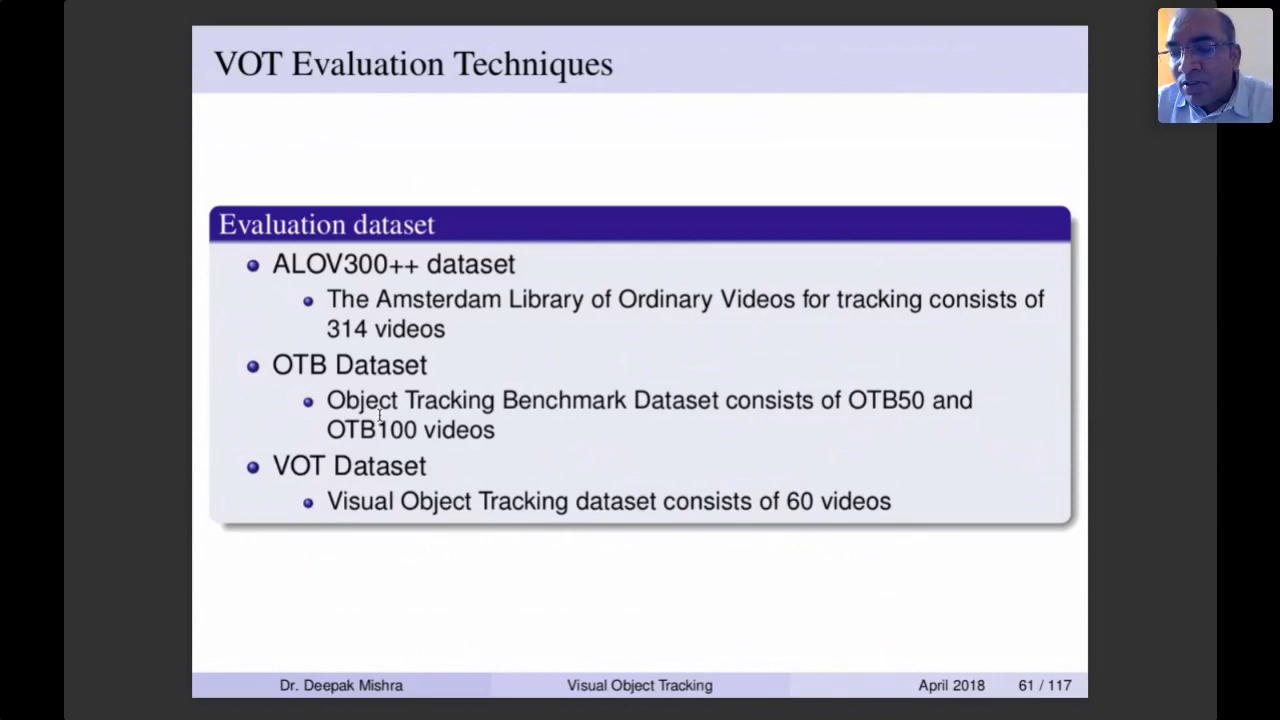 VOT Evaluation Techniques
Evaluation dataset
ALOV300++ dataset
The Amsterdam Library of Ordinary Videos for tracking consists of
314 videos
OTB Dataset
Object Tracking Benchmark Dataset consists of OTB50 and
OTB100 videos
VOT Dataset
Visual Object Tracking dataset consists of 60 videos
Dr. Deepak Mishra Visual Object Tracking April 2018 61 / 117